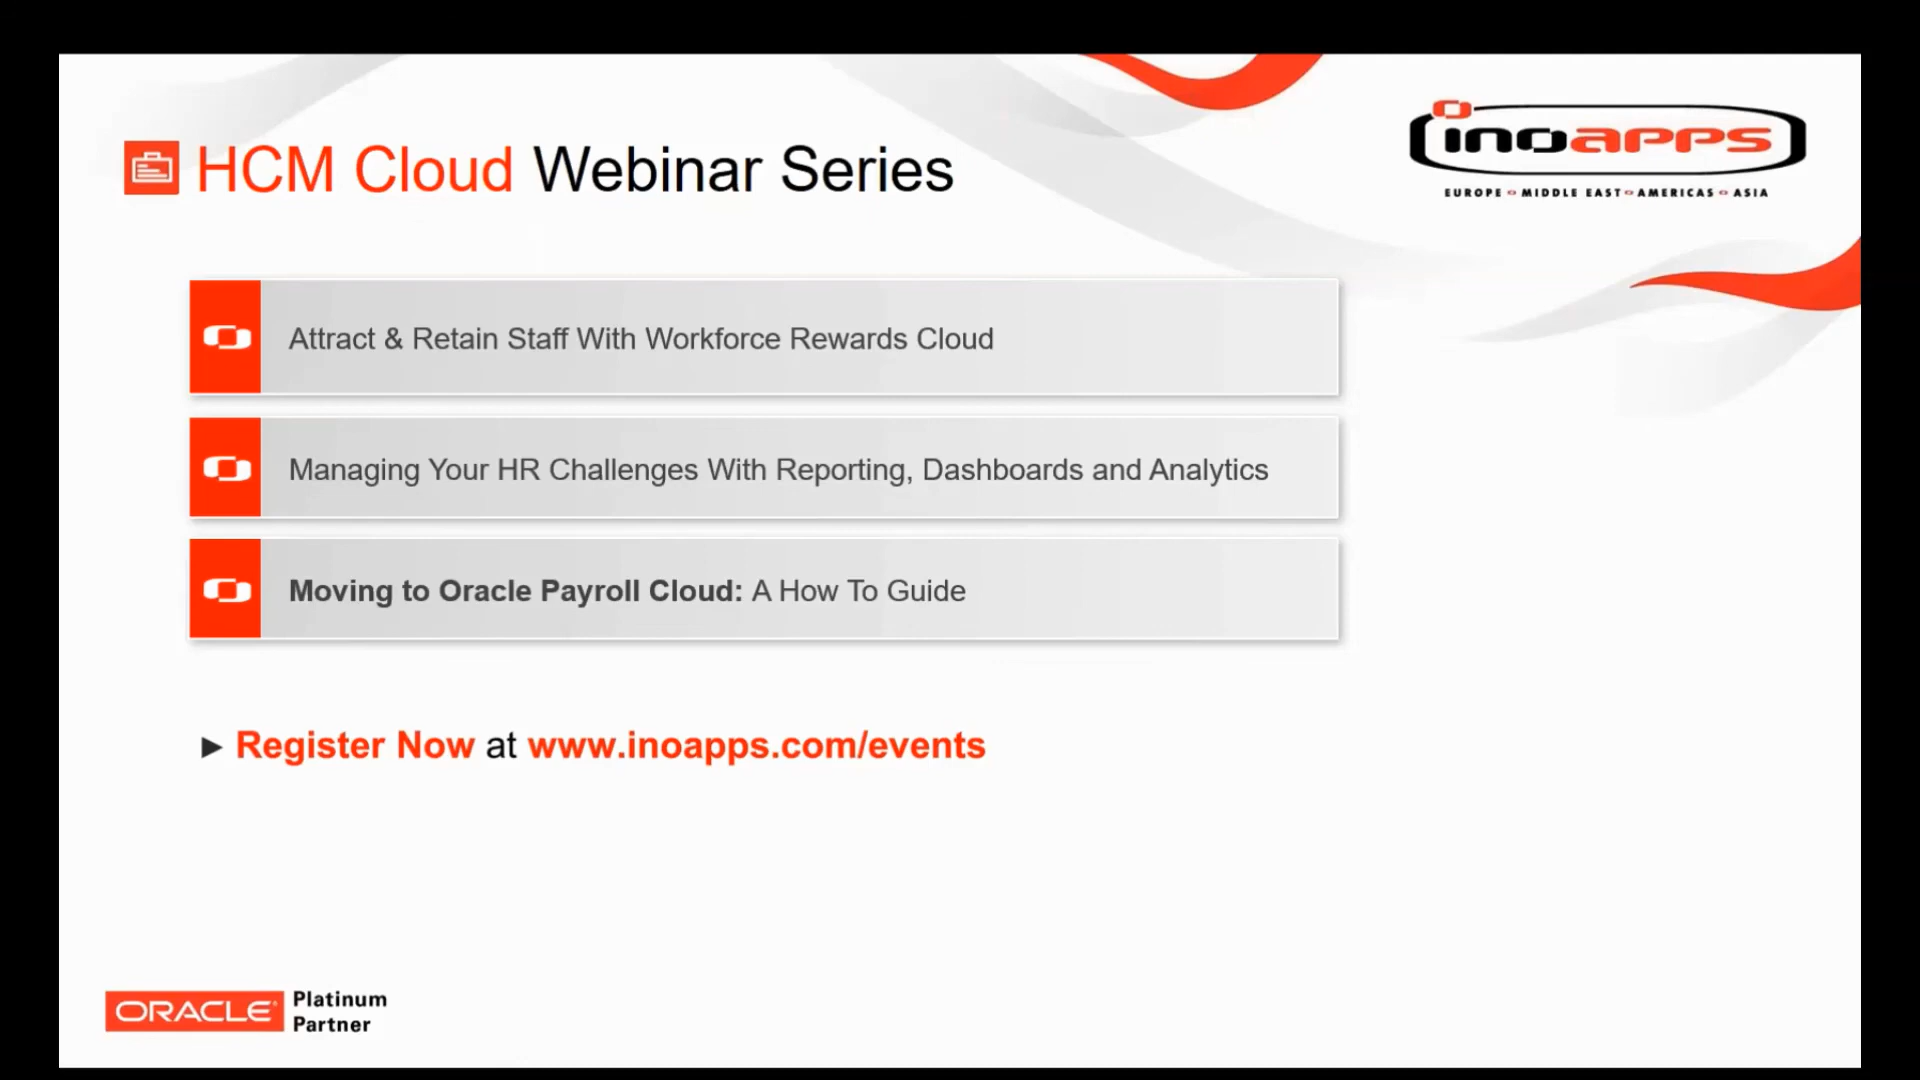 HCM Cloud Webinar Series
inoapps
EUROPE MIDDLE EAST AMERICAS ASIA
Attract & Retain Staff With Workforce Rewards Cloud
Managing Your HR Challenges With Reporting, Dashboards and Analytics
Moving to Oracle Payroll Cloud: A How To Guide
► Register Now at www.inoapps.com/events
ORACLE®
Platinum
Partner